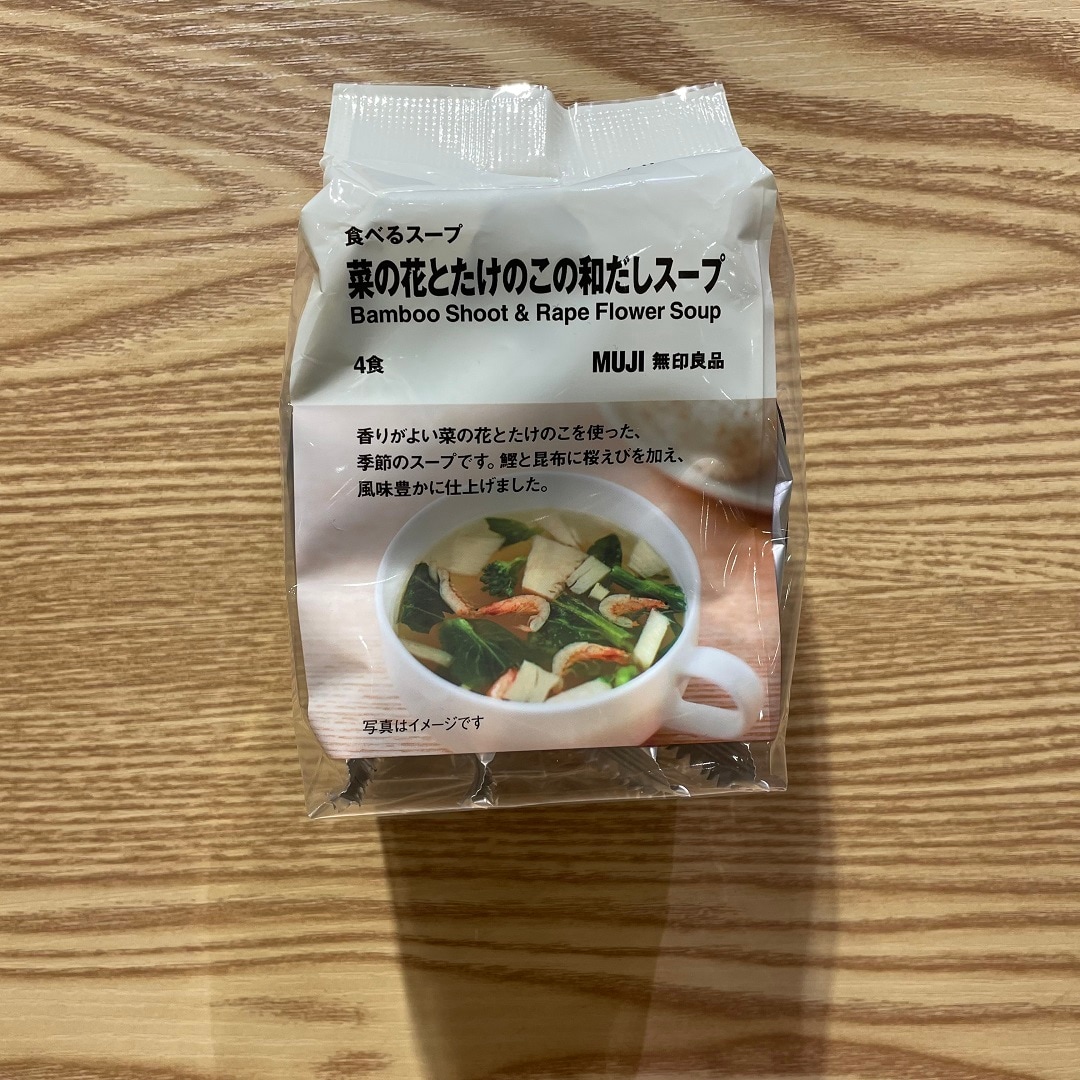 食べるスープ
菜の花とたけのこの和だしスープ
Bamboo Shoot & Rape Flower Soup
4食 MUJI 無印良品
香りがよい菜の花とたけのこを使った、
季節のスープです。鰹と昆布に桜えびを加え、
風味豊かに仕上げました。
写真はイメージです